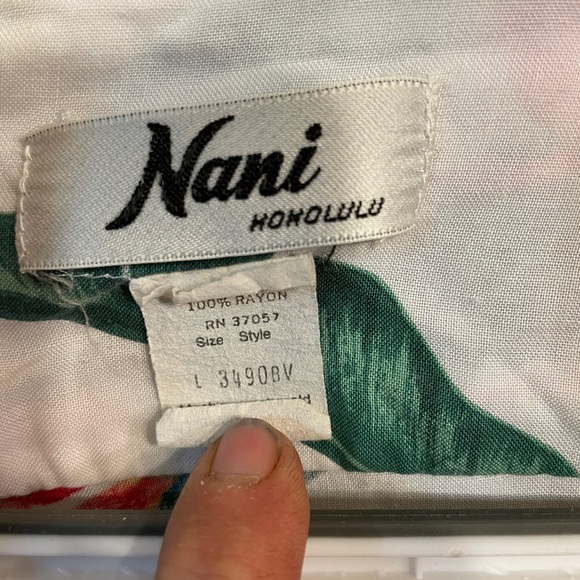 Nani
HONOLULU
100% RAYON
RN 37057
Size Style
L 3490BV